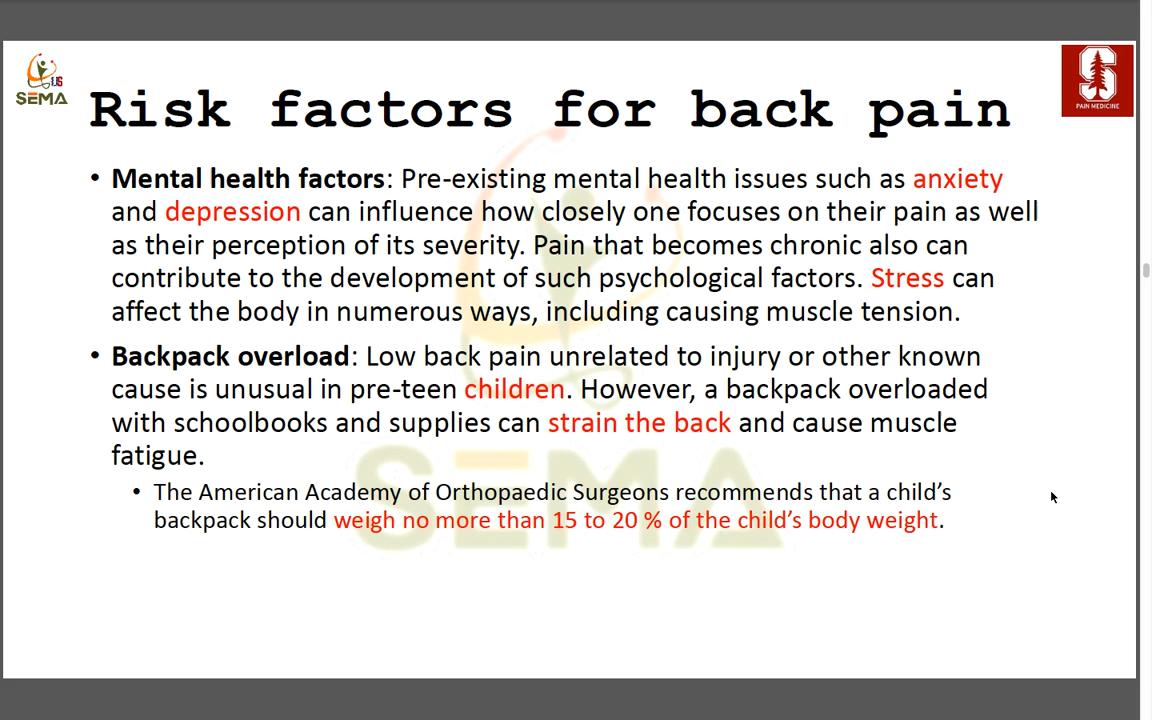 US
SEMA
PAIN MEDICINE
Risk factors for back pain
• Mental health factors: Pre-existing mental health issues such as anxiety
and depression can influence how closely one focuses on their pain as well
as their perception of its severity. Pain that becomes chronic also can
contribute to the development of such psychological factors. Stress can
affect the body in numerous ways, including causing muscle tension.
• Backpack overload: Low back pain unrelated to injury or other known
cause is unusual in pre-teen children. However, a backpack overloaded
with schoolbooks and supplies can strain the back and cause muscle
fatigue.
• The American Academy of Orthopaedic Surgeons recommends that a child’s
backpack should weigh no more than 15 to 20 % of the child’s body weight.
SEMA